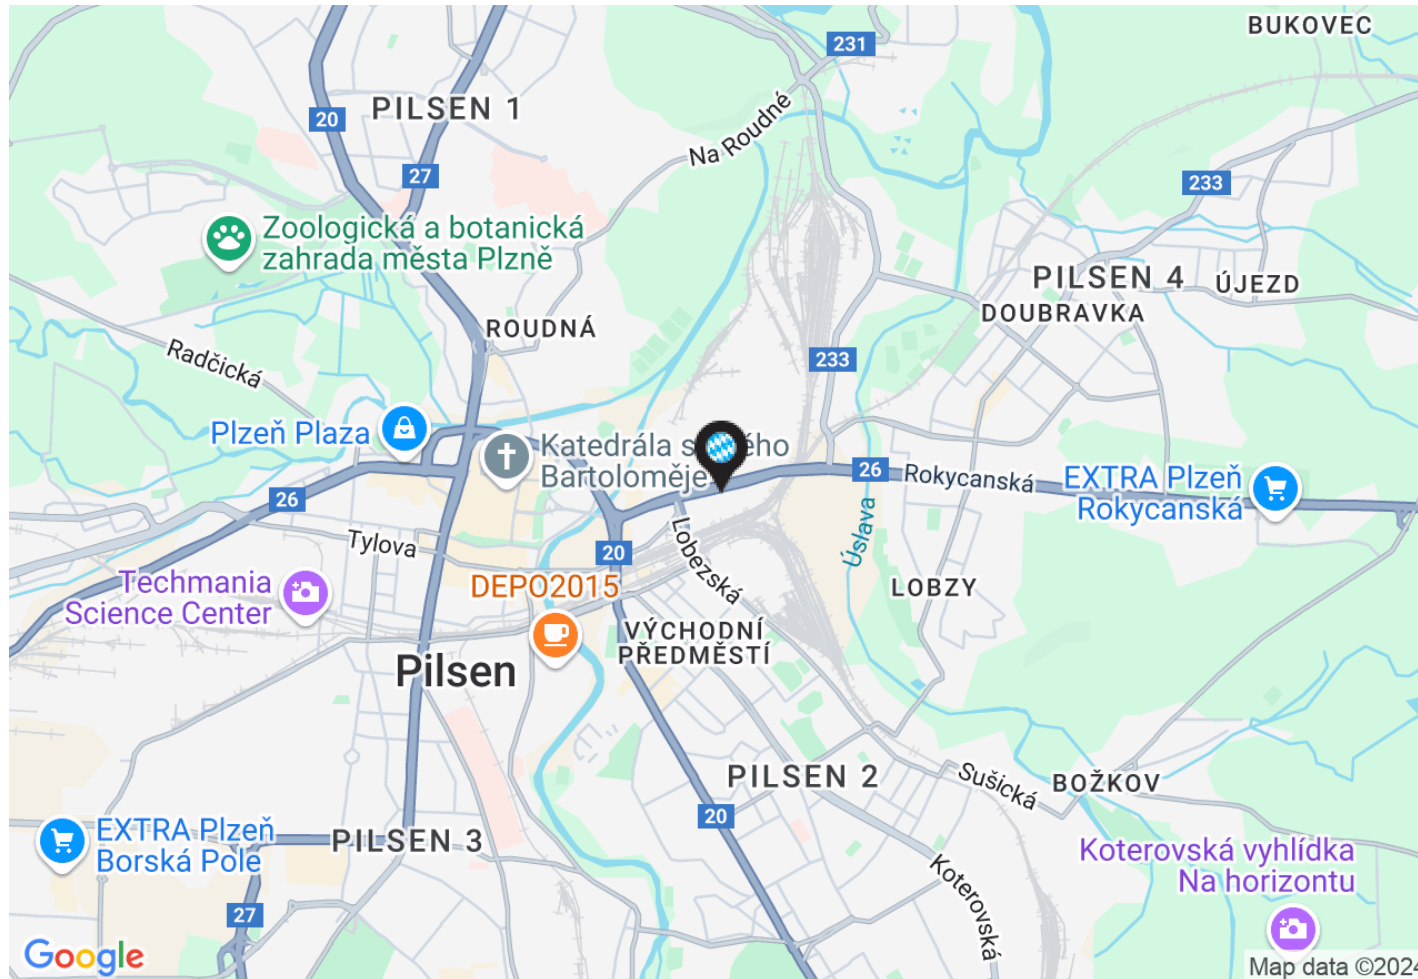 BUKOVEC
231
PILSEN 1
20
Na Roudné
27
233
Zoologická a botanická
zahrada města Plzně
PILSEN 4
ÚJEZD
DOUBRAVKA
ROUDNÁ
Radčická
233
Plzeň Plaza
Katedrála s ého
Bartoloměje
26
Rokycanská
EXTRA Plzeň
Rokycanská
26
Lobezská
Úslava
Tylova
20
Techmania
Science Center
DEPO2015
LOBZY
VÝCHODNÍ
PŘEDMĚSTÍ
Pilsen
PILSEN 2
Sušická
BOŽKOV
20
EXTRA Plzeň
Borská Pole
PILSEN 3
Koterovská vyhlídka
Na horizontu
Koterovská
27
Google
Map data ©2024